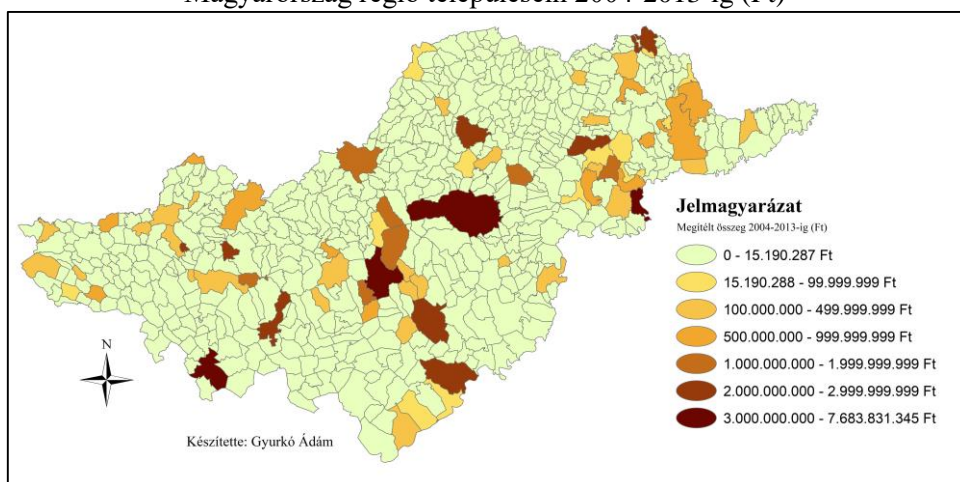 Magyarország régió településein 2004-2013-ig (Ft)
Jelmagyarázat
Megítélt összeg 2004-2013-ig (Ft)
0 - 15.190.287 Ft
15.190.288 - 99.999.999 Ft
100.000.000 - 499.999.999 Ft
500.000.000 - 999.999.999 Ft
1.000.000.000 - 1.999.999.999 Ft
2.000.000.000 - 2.999.999.999 Ft
3.000.000.000 - 7.683.831.345 Ft
N
Készítette: Gyurkó Ádám